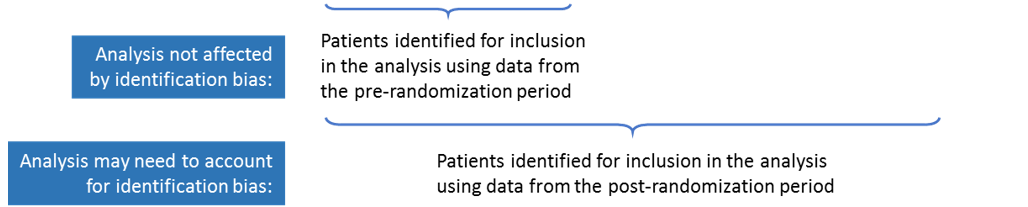 Analysis not affected
by identification bias:
Patients identified for inclusion
in the analysis using data from
the pre-randomization period
Analysis may need to account
for identification bias:
Patients identified for inclusion in the analysis
using data from the post-randomization period